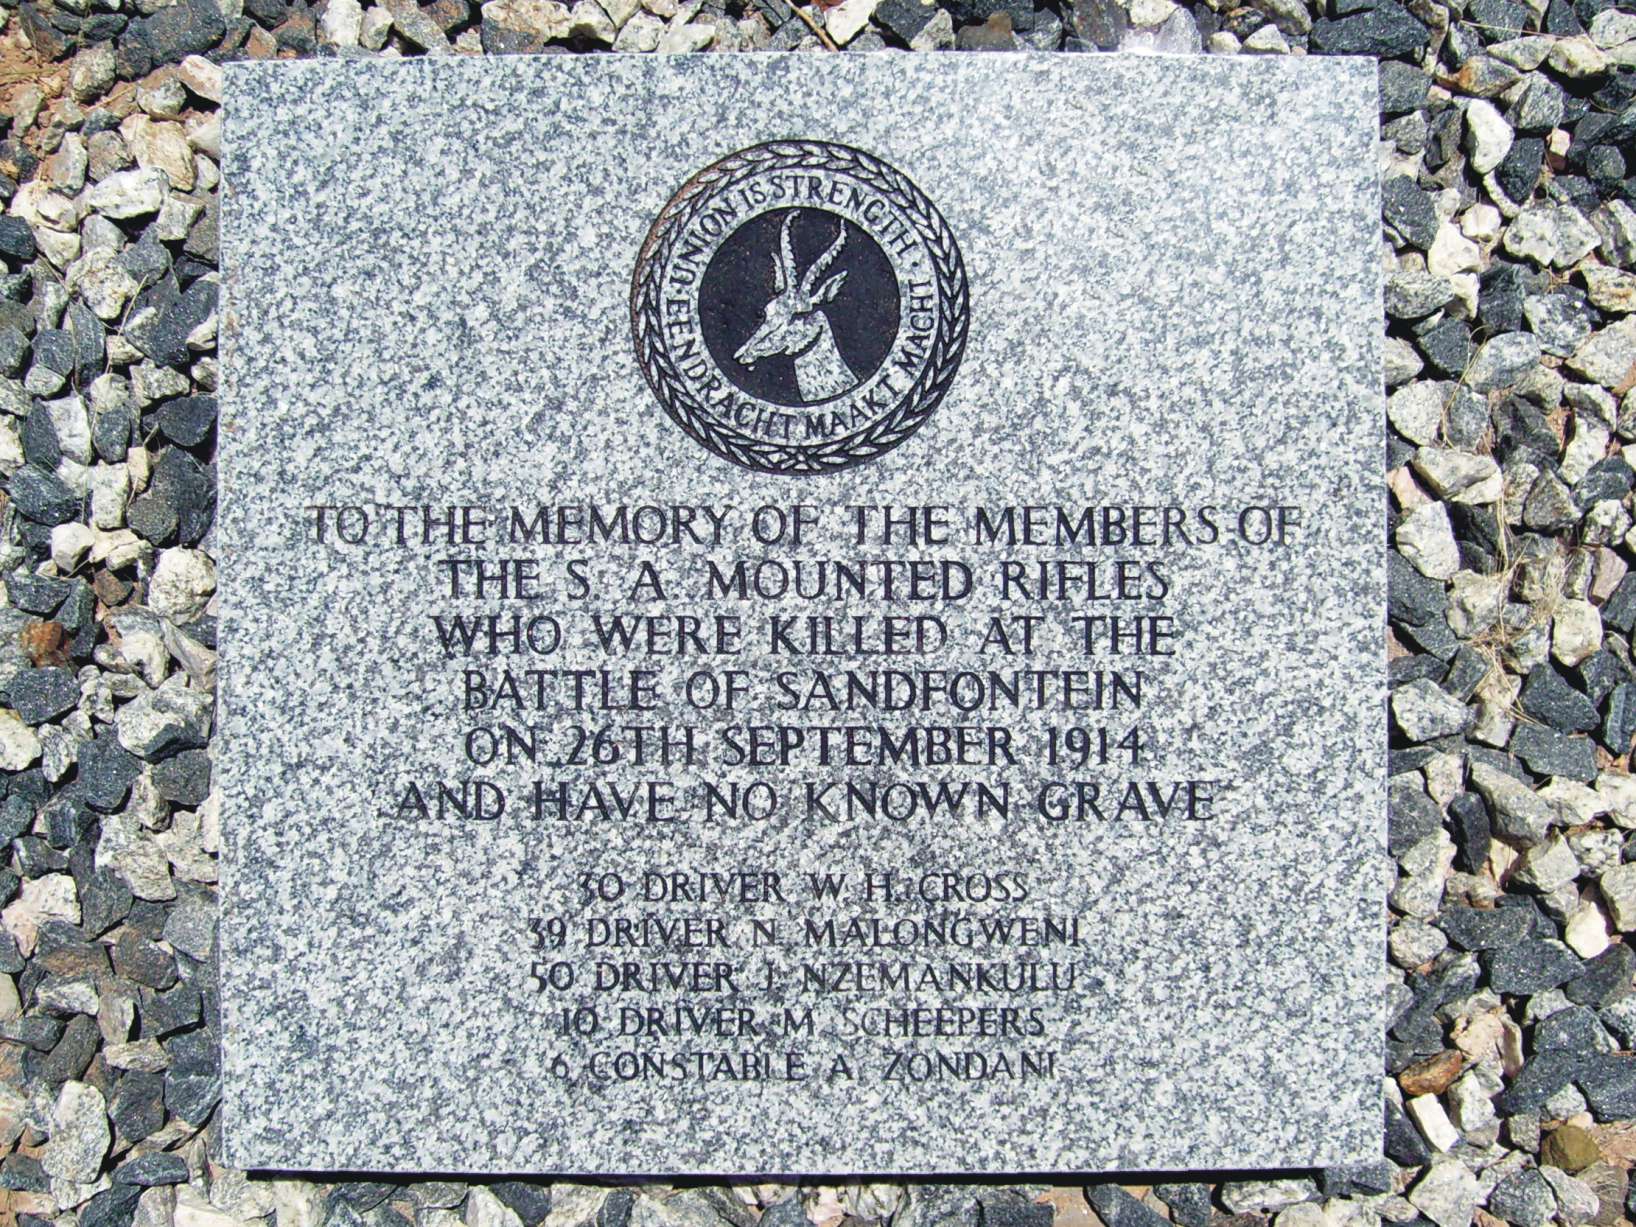 UNION IS STRENGTH · EENDRACHT MAAKT MACHT ·
TO THE MEMORY OF THE MEMBERS OF
THE S. A. MOUNTED RIFLES
WHO WERE KILLED AT THE
BATTLE OF SANDFONTEIN
ON 26TH SEPTEMBER 1914
AND HAVE NO KNOWN GRAVE
30 DRIVER W. H. CROSS
39 DRIVER N. MALONGWENI
50 DRIVER J. NZEMANKULU
10 DRIVER M. SCHEEPERS
6 CONSTABLE A. ZONDANI